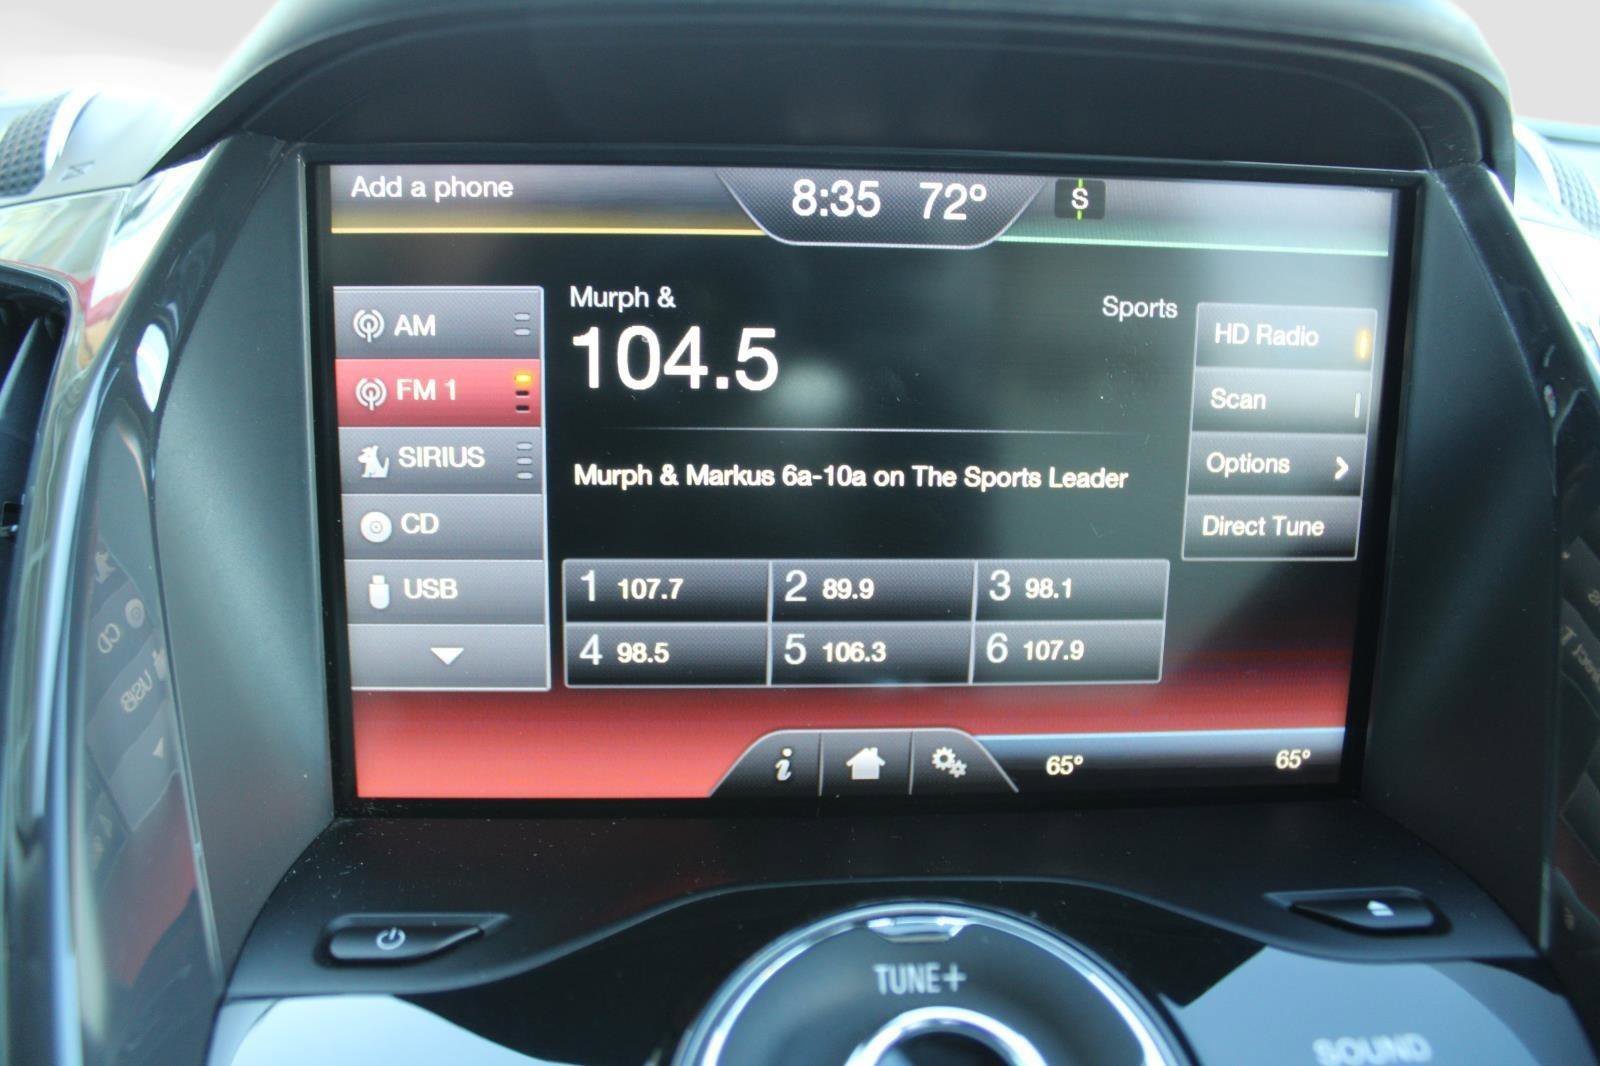 Add a phone
8:35 72°
S
AM
FM 1
SIRIUS
CD
USB
Murph &
Sports
104.5
Murph & Markus 6a-10a on The Sports Leader
1 107.7
2 89.9
3 98.1
4 98.5
5 106.3
6 107.9
HD Radio
Scan
Options
Direct Tune
i
65°
65°
TUNE+
SOUND
CD
USB